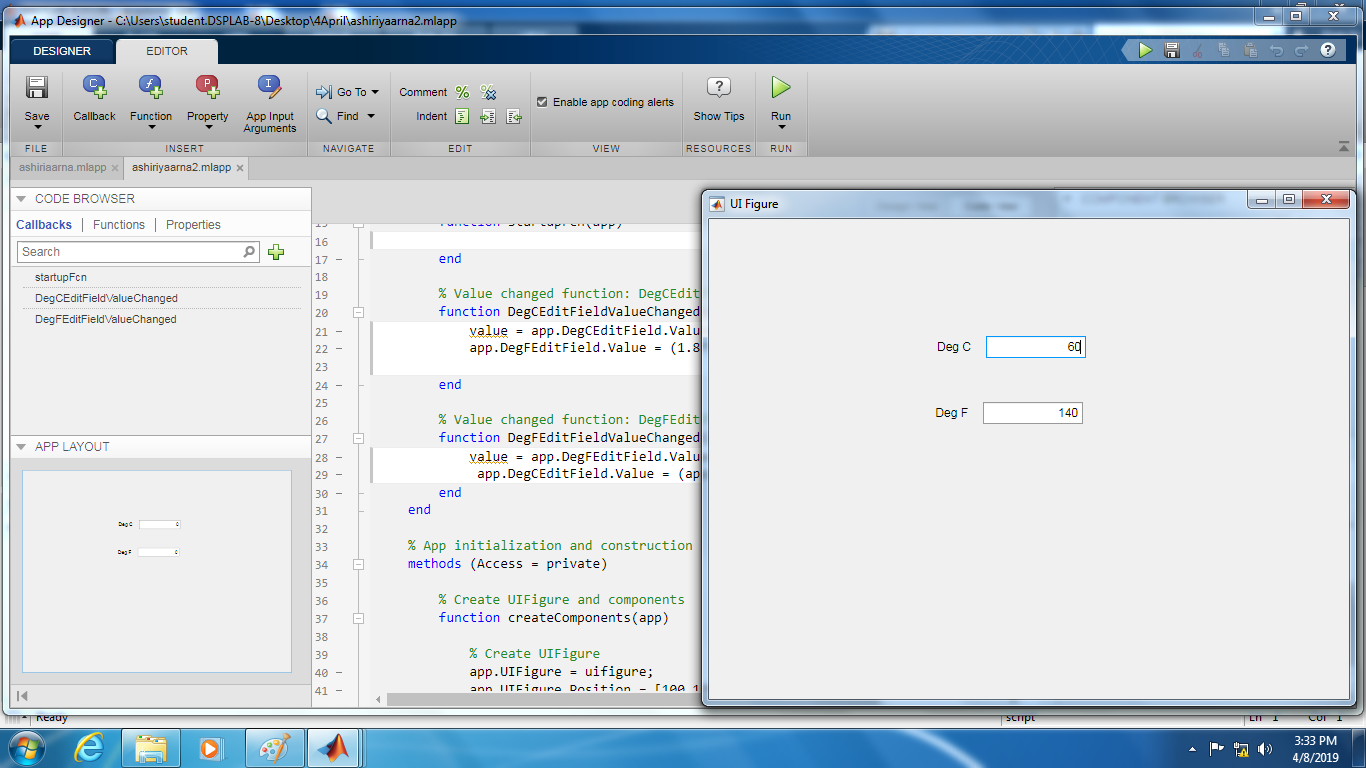 App Designer - C:\Users\student.DSPLAB-8\Desktop\4April\ashiriyaarna2.mlapp
DESIGNER EDITOR
Save Callback Function Property App Input Arguments Go To Find Comment Indent Enable app coding alerts Show Tips Run
FILE INSERT NAVIGATE EDIT VIEW RESOURCES RUN
ashiriaarna.mlapp ashiriyaarna2.mlapp
CODE BROWSER
Callbacks Functions Properties
Search
startupFcn
DegCEditFieldValueChanged
DegFEditFieldValueChanged
APP LAYOUT
Deg C 0
Deg F 0
15 function startupFcn(app)
16
17 end
18
19 % Value changed function: DegCEdit
20 function DegCEditFieldValueChanged
21 value = app.DegCEditField.Valu
22 app.DegFEditField.Value = (1.8
23
24 end
25
26 % Value changed function: DegFEdit
27 function DegFEditFieldValueChanged
28 value = app.DegFEditField.Valu
29 app.DegCEditField.Value = (ap
30 end
31 end
32
33 % App initialization and construction
34 methods (Access = private)
35
36 % Create UIFigure and components
37 function createComponents(app)
38
39 % Create UIFigure
40 app.UIFigure = uifigure;
41 app.UIFigure.Position = [100 1
UI Figure
Deg C 60
Deg F 140
Ready script Ln 1 Col 1
3:33 PM
4/8/2019